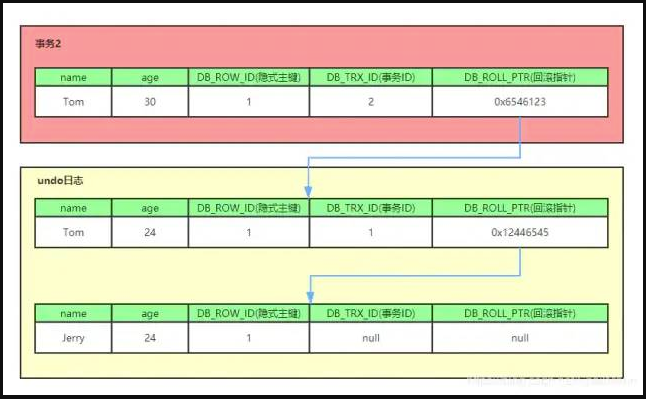 事务2
name age DB_ROW_ID(隐式主键) DB_TRX_ID(事务ID) DB_ROLL_PTR(回滚指针)
Tom 30 1 2 0x6546123
undo日志
name age DB_ROW_ID(隐式主键) DB_TRX_ID(事务ID) DB_ROLL_PTR(回滚指针)
Tom 24 1 1 0x12446545
name age DB_ROW_ID(隐式主键) DB_TRX_ID(事务ID) DB_ROLL_PTR(回滚指针)
Jerry 24 1 null null